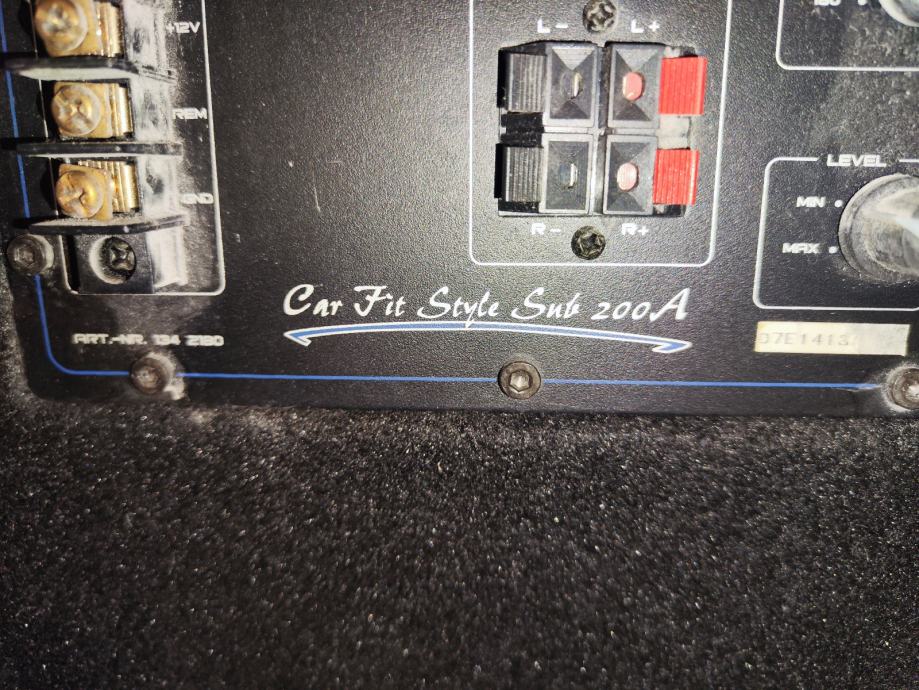 +12V
REM
GND
L- L+
R- R+
LEVEL
MIN
MAX
Car Fit Style Sub 200A
ART.-NR. 134 2180